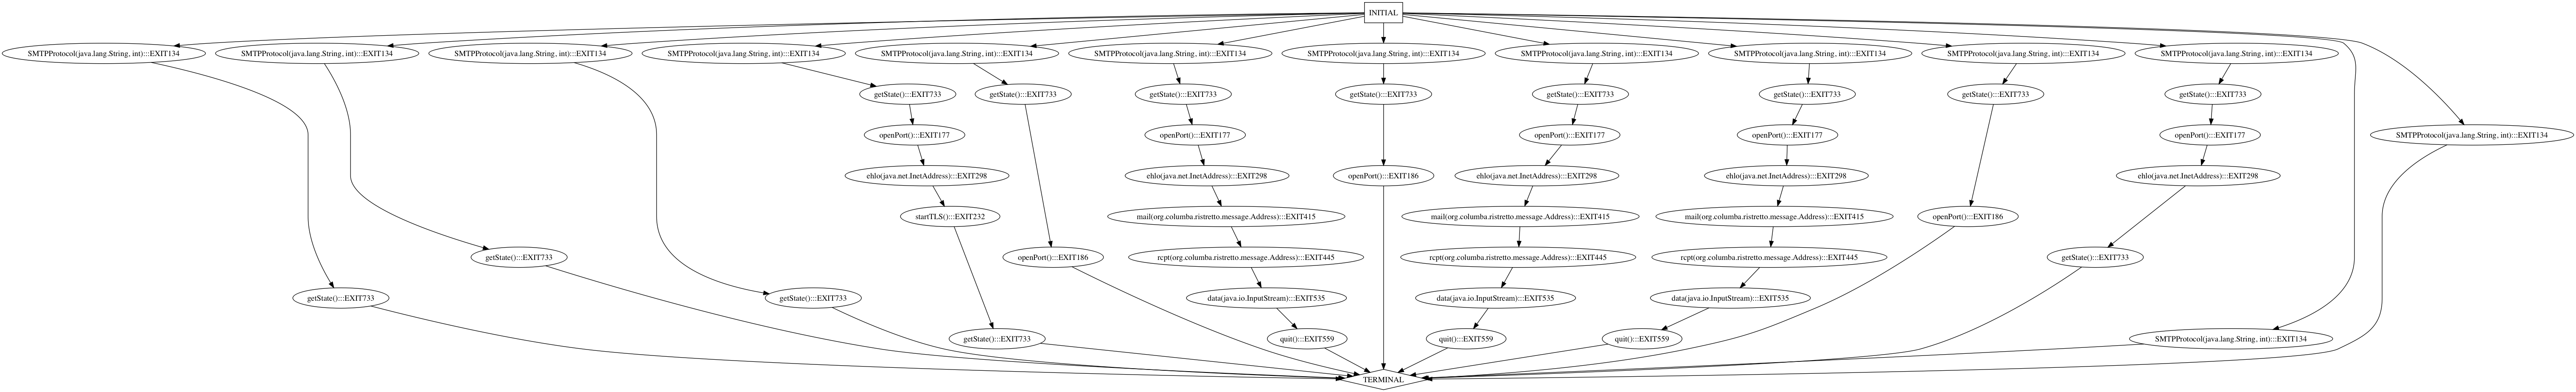 INITIAL
SMTPProtocol(java.lang.String, int):::EXIT134
SMTPProtocol(java.lang.String, int):::EXIT134
SMTPProtocol(java.lang.String, int):::EXIT134
SMTPProtocol(java.lang.String, int):::EXIT134
SMTPProtocol(java.lang.String, int):::EXIT134
SMTPProtocol(java.lang.String, int):::EXIT134
SMTPProtocol(java.lang.String, int):::EXIT134
SMTPProtocol(java.lang.String, int):::EXIT134
SMTPProtocol(java.lang.String, int):::EXIT134
SMTPProtocol(java.lang.String, int):::EXIT134
SMTPProtocol(java.lang.String, int):::EXIT134
getState():::EXIT733
getState():::EXIT733
getState():::EXIT733
getState():::EXIT733
getState():::EXIT733
getState():::EXIT733
getState():::EXIT733
getState():::EXIT733
openPort():::EXIT177
openPort():::EXIT177
openPort():::EXIT177
openPort():::EXIT177
openPort():::EXIT177
SMTPProtocol(java.lang.String, int):::EXIT134
ehlo(java.net.InetAddress):::EXIT298
ehlo(java.net.InetAddress):::EXIT298
openPort():::EXIT186
ehlo(java.net.InetAddress):::EXIT298
ehlo(java.net.InetAddress):::EXIT298
ehlo(java.net.InetAddress):::EXIT298
startTLS():::EXIT232
mail(org.columba.ristretto.message.Address):::EXIT415
mail(org.columba.ristretto.message.Address):::EXIT415
mail(org.columba.ristretto.message.Address):::EXIT415
openPort():::EXIT186
getState():::EXIT733
openPort():::EXIT186
rcpt(org.columba.ristretto.message.Address):::EXIT445
rcpt(org.columba.ristretto.message.Address):::EXIT445
rcpt(org.columba.ristretto.message.Address):::EXIT445
getState():::EXIT733
getState():::EXIT733
getState():::EXIT733
data(java.io.InputStream):::EXIT535
data(java.io.InputStream):::EXIT535
data(java.io.InputStream):::EXIT535
getState():::EXIT733
quit():::EXIT559
quit():::EXIT559
quit():::EXIT559
SMTPProtocol(java.lang.String, int):::EXIT134
TERMINAL